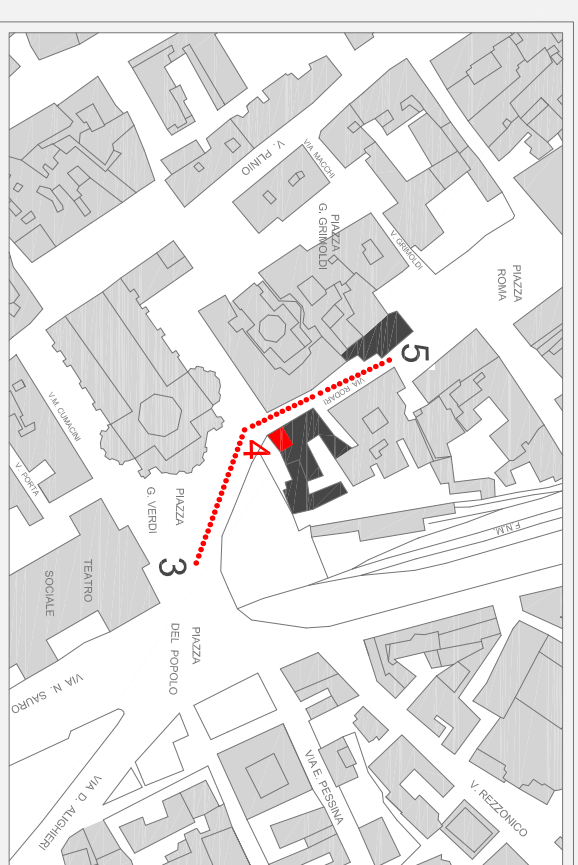 V. PLINIO
VIA MACCHI
PIAZZA
G. GRIMOLDI
V. GRIMOLDI
PIAZZA
ROMA
5
VIA RODARI
V.M. CUMACINI
4
V. PORTA
PIAZZA
G. VERDI
F.N.M.
3
TEATRO
SOCIALE
PIAZZA
DEL POPOLO
VIA N. SAURO
VIA E. PESSINA
VIA D. ALIGHIERI
V. REZZONICO